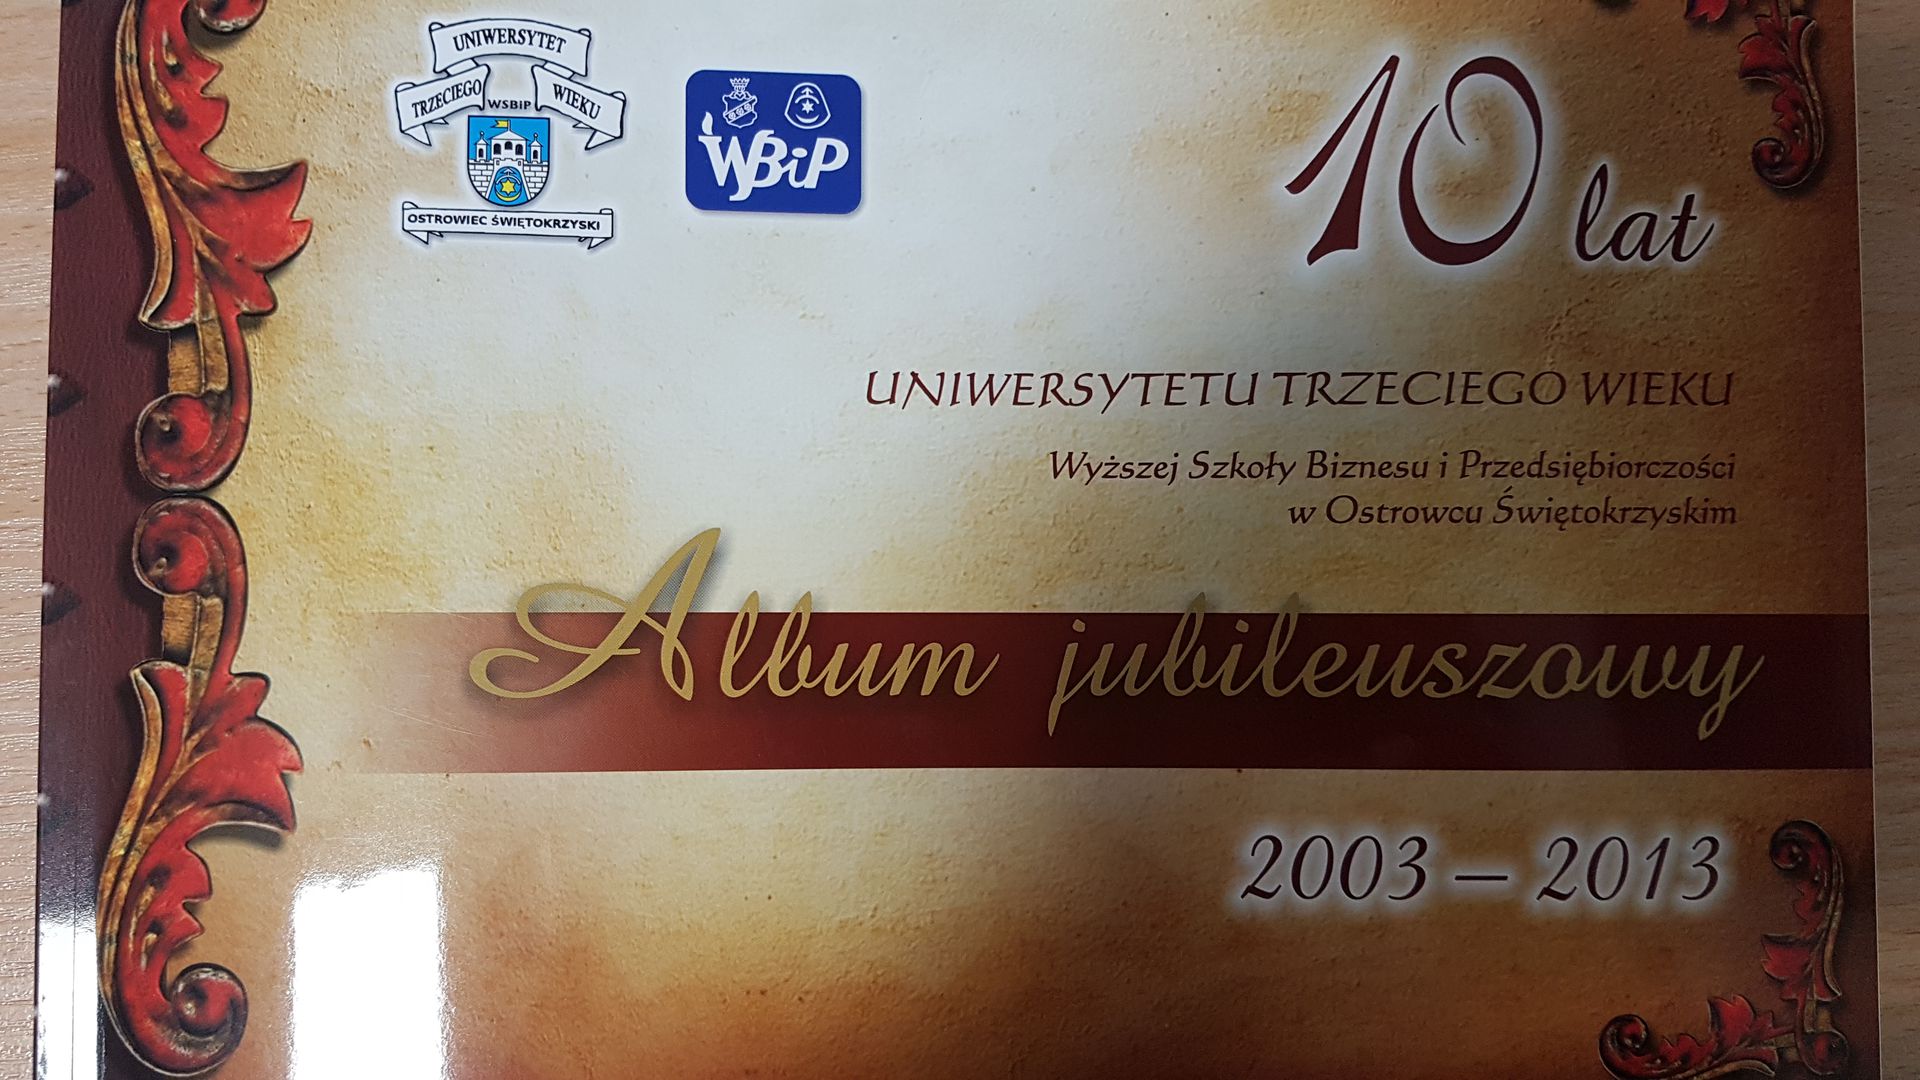 UNIWERSYTET
TRZECIEGO WSBiP WIEKU
OSTROWIEC ŚWIĘTOKRZYSKI
WSBiP
10 lat
UNIWERSYTETU TRZECIEGO WIEKU
Wyższej Szkoły Biznesu i Przedsiębiorczości
w Ostrowcu Świętokrzyskim
Album jubileuszowy
2003 – 2013